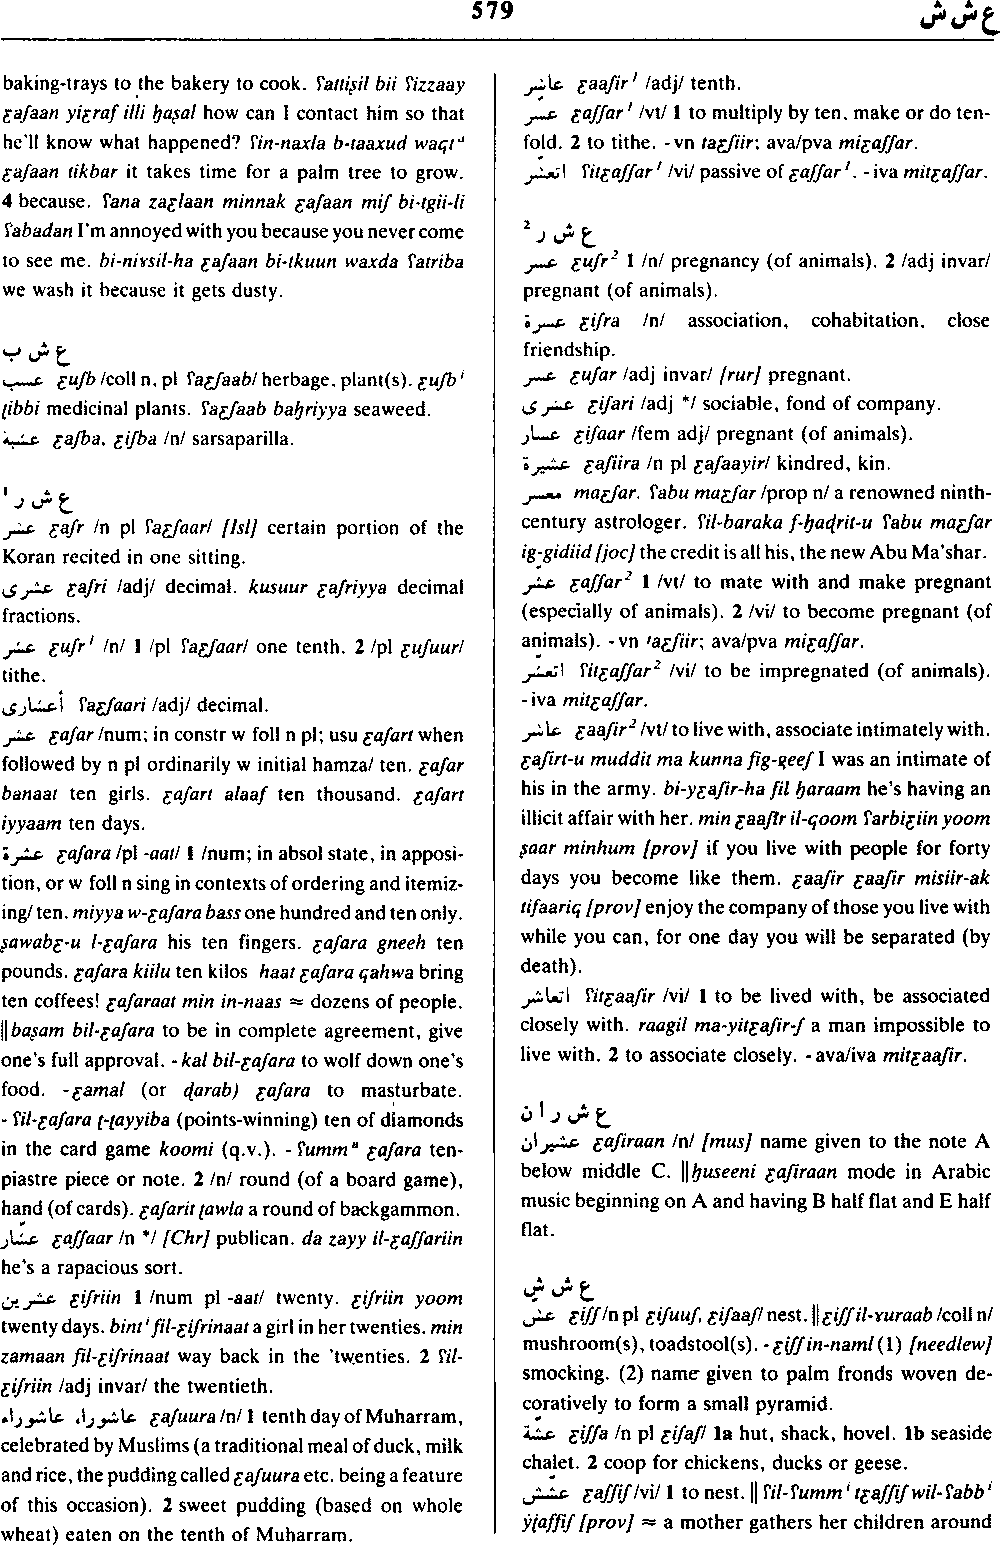 579
ع ش ش
baking-trays to the bakery to cook. ʕattiṣil bii ʕizzaay
ɛaʃaan yiɛraf illi ḥaṣal how can I contact him so that
he'll know what happened? ʕin-naxla b-taaxud waqtᵃ
ɛaʃaan tikbar it takes time for a palm tree to grow.
4 because. ʕana zaɛlaan minnak ɛaʃaan miʃ bi-tgii-li
ʕabadan I'm annoyed with you because you never come
to see me. bi-niɣsil-ha ɛaʃaan bi-tkuun waxda ʕatriba
we wash it because it gets dusty.
ع ش ب
عشب ɛuʃb /coll n, pl ʕaɛʃaab/ herbage, plant(s). ɛuʃbⁱ
ṭibbi medicinal plants. ʕaɛʃaab baḥriyya seaweed.
عشبة ɛaʃba, ɛiʃba /n/ sarsaparilla.
ع ش ر ¹
عشر ɛaʃr /n pl ʕaɛʃaar/ [Isl] certain portion of the
Koran recited in one sitting.
عشرى ɛaʃri /adj/ decimal. kusuur ɛaʃriyya decimal
fractions.
عشر ɛuʃr¹ /n/ 1 /pl ʕaɛʃaar/ one tenth. 2 /pl ɛuʃuur/
tithe.
أعشارى ʕaɛʃaari /adj/ decimal.
عشر ɛaʃar /num; in constr w foll n pl; usu ɛaʃart when
followed by n pl ordinarily w initial hamza/ ten. ɛaʃar
banaat ten girls. ɛaʃart alaaf ten thousand. ɛaʃart
iyyaam ten days.
عشرة ɛaʃara /pl -aat/ 1 /num; in absol state, in apposi-
tion, or w foll n sing in contexts of ordering and itemiz-
ing/ ten. miyya w-ɛaʃara bass one hundred and ten only.
ṣawabɛ-u l-ɛaʃara his ten fingers. ɛaʃara gneeh ten
pounds. ɛaʃara kiilu ten kilos haat ɛaʃara qahwa bring
ten coffees! ɛaʃaraat min in-naas ≈ dozens of people.
||baṣam bil-ɛaʃara to be in complete agreement, give
one's full approval. -kal bil-ɛaʃara to wolf down one's
food. -ɛamal (or ḍarab) ɛaʃara to masturbate.
- ʕil-ɛaʃara ṭ-ṭayyiba (points-winning) ten of diamonds
in the card game koomi (q.v.). - ʕummᵘ ɛaʃara ten-
piastre piece or note. 2 /n/ round (of a board game),
hand (of cards). ɛaʃarit ṭawla a round of backgammon.
عشّار ɛaʃʃaar /n */ [Chr] publican. da zayy il-ɛaʃʃariin
he's a rapacious sort.
عشرين ɛiʃriin 1 /num pl -aat/ twenty. ɛiʃriin yoom
twenty days. bintⁱ fil-ɛiʃrinaat a girl in her twenties. min
zamaan fil-ɛiʃrinaat way back in the 'twenties. 2 ʕil-
ɛiʃriin /adj invar/ the twentieth.
عاشورا، عاشوراء ɛaʃuura /n/ 1 tenth day of Muharram,
celebrated by Muslims (a traditional meal of duck, milk
and rice, the pudding called ɛaʃuura etc. being a feature
of this occasion). 2 sweet pudding (based on whole
wheat) eaten on the tenth of Muharram.
عاشر ɛaaʃir¹ /adj/ tenth.
عشّر ɛaʃʃar¹ /vt/ 1 to multiply by ten, make or do ten-
fold. 2 to tithe. -vn taɛʃiir; ava/pva miɛaʃʃar.
اتعشّر ʕitɛaʃʃar¹ /vi/ passive of ɛaʃʃar¹. -iva mitɛaʃʃar.
ع ش ر ²
عشر ɛuʃr² 1 /n/ pregnancy (of animals). 2 /adj invar/
pregnant (of animals).
عشرة ɛiʃra /n/ association, cohabitation, close
friendship.
عشر ɛuʃar /adj invar/ [rur] pregnant.
عشرى ɛiʃari /adj */ sociable, fond of company.
عشار ɛiʃaar /fem adj/ pregnant (of animals).
عشيرة ɛaʃiira /n pl ɛaʃaayir/ kindred, kin.
معشر maɛʃar. ʕabu maɛʃar /prop n/ a renowned ninth-
century astrologer. ʕil-baraka f-ḥaḍrit-u ʕabu maɛʃar
ig-gidiid [joc] the credit is all his, the new Abu Ma'shar.
عشّر ɛaʃʃar² 1 /vt/ to mate with and make pregnant
(especially of animals). 2 /vi/ to become pregnant (of
animals). -vn taɛʃiir; ava/pva miɛaʃʃar.
اتعشّر ʕitɛaʃʃar² /vi/ to be impregnated (of animals).
-iva mitɛaʃʃar.
عاشر ɛaaʃir² /vt/ to live with, associate intimately with.
ɛaʃirt-u muddit ma kunna fig-geeʃ I was an intimate of
his in the army. bi-yɛaʃir-ha fil ḥaraam he's having an
illicit affair with her. min ɛaaʃir il-qoom ʕarbiɛiin yoom
ṣaar minhum [prov] if you live with people for forty
days you become like them. ɛaaʃir ɛaaʃir misiir-ak
tifaariq [prov] enjoy the company of those you live with
while you can, for one day you will be separated (by
death).
اتعاشر ʕitɛaaʃir /vi/ 1 to be lived with, be associated
closely with. raagil ma-yitɛaʃir-ʃ a man impossible to
live with. 2 to associate closely. -ava/iva mitɛaaʃir.
ع ش ر ا ن
عشيران ɛaʃiraan /n/ [mus] name given to the note A
below middle C. ||ḥuseeni ɛaʃiraan mode in Arabic
music beginning on A and having B half flat and E half
flat.
ع ش ش
عشّ ɛiʃʃ /n pl ɛiʃuuʃ, ɛiʃaaʃ/ nest. ||ɛiʃʃ il-ɣuraab /coll n/
mushroom(s), toadstool(s). -ɛiʃʃ in-naml (1) [needlew]
smocking. (2) name given to palm fronds woven de-
coratively to form a small pyramid.
عشّة ɛiʃʃa /n pl ɛiʃaʃ/ 1a hut, shack, hovel. 1b seaside
chalet. 2 coop for chickens, ducks or geese.
عشّش ɛaʃʃiʃ /vi/ 1 to nest. || ʕil-ʕummⁱ tɛaʃʃiʃ wil-ʕabbⁱ
yiṭaffiʃ [prov] ≈ a mother gathers her children around